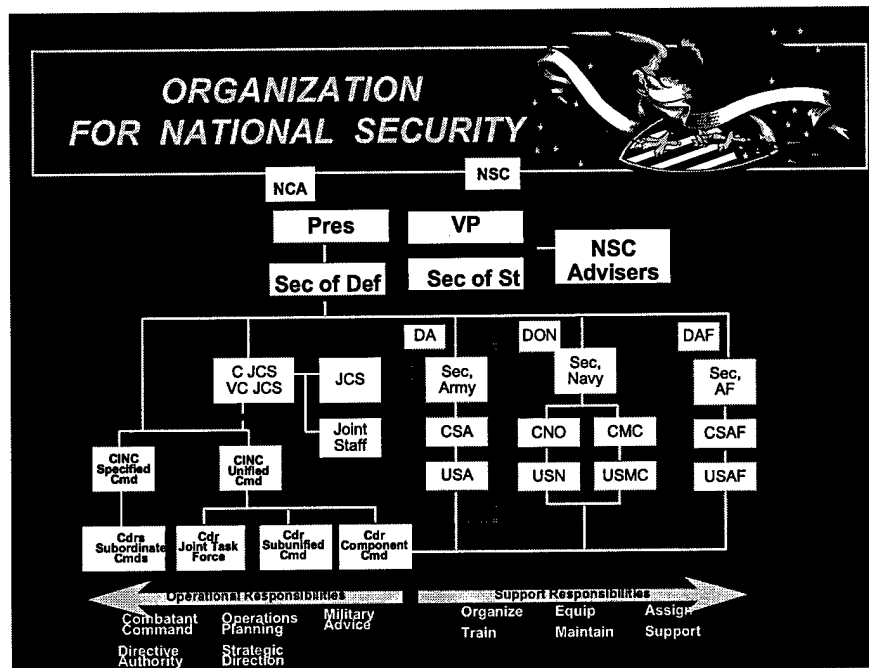 ORGANIZATION
FOR NATIONAL SECURITY
NCA
NSC
Pres
VP
NSC
Advisers
Sec of Def
Sec of St
DA
DON
DAF
C JCS
VC JCS
JCS
Sec,
Army
Sec,
Navy
Sec,
AF
Joint
Staff
CSA
CNO
CMC
CSAF
CINC
Specified
Cmd
CINC
Unified
Cmd
USA
USN
USMC
USAF
Cdrs
Subordinate
Cmds
Cdr
Joint Task
Force
Cdr
Subunified
Cmd
Cdr
Component
Cmd
Operational Responsibilities
Support Responsibilities
Combatant
Command
Operations
Planning
Military
Advice
Organize
Equip
Assign
Train
Maintain
Support
Directive
Authority
Strategic
Direction